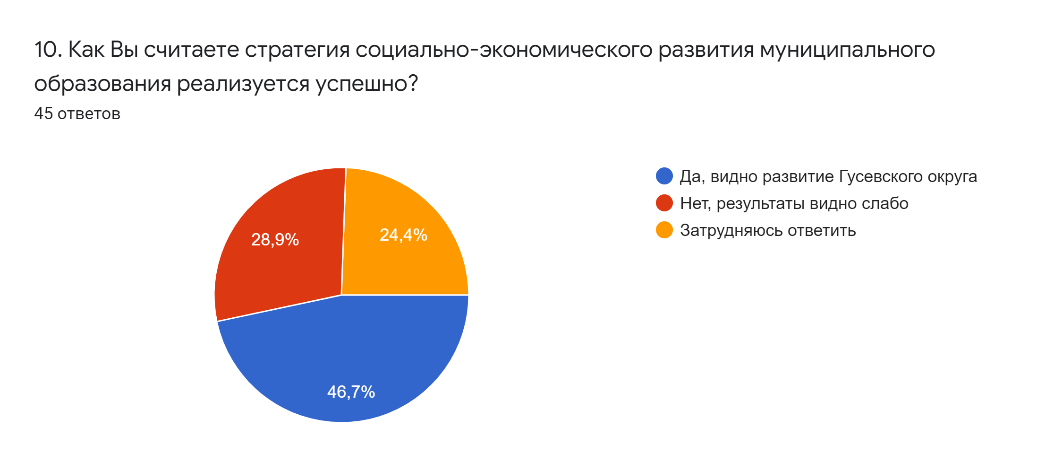 10. Как Вы считаете стратегия социально-экономического развития муниципального
образования реализуется успешно?
45 ответов
Да, видно развитие Гусевского округа
Нет, результаты видно слабо
Затрудняюсь ответить
28,9%
24,4%
46,7%